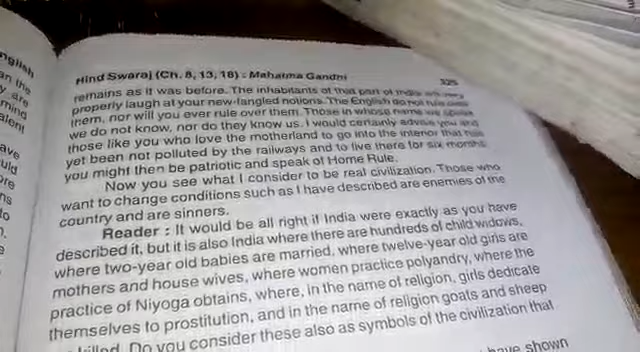 Hind Swaraj (Ch. 8, 13, 18) : Mahatma Gandhi 325
remains as it was before. The inhabitants of that part of India will very
properly laugh at your new-fangled notions. The English do not rule over
them, nor will you ever rule over them. Those in whose name we speak
we do not know, nor do they know us. I would certainly advise you and
those like you who love the motherland to go into the interior that has
yet been not polluted by the railways and to live there for six months
you might then be patriotic and speak of Home Rule.
Now you see what I consider to be real civilization. Those who
want to change conditions such as I have described are enemies of the
country and are sinners.
Reader : It would be all right if India were exactly as you have
described it, but it is also India where there are hundreds of child widows,
where two-year old babies are married, where twelve-year old girls are
mothers and house wives, where women practice polyandry, where the
practice of Niyoga obtains, where, in the name of religion, girls dedicate
themselves to prostitution, and in the name of religion goats and sheep
killed. Do you consider these also as symbols of the civilization that
have shown